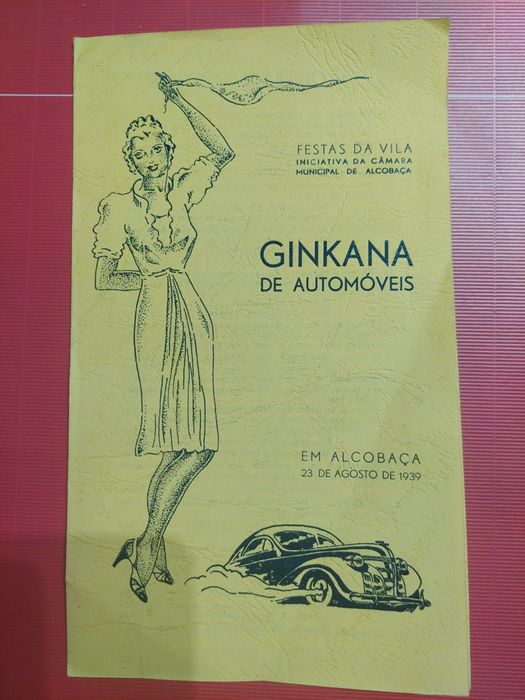 FESTAS DA VILA
INICIATIVA DA CÂMARA
MUNICIPAL DE ALCOBAÇA
GINKANA
DE AUTOMÓVEIS
EM ALCOBAÇA
23 DE AGOSTO DE 1939